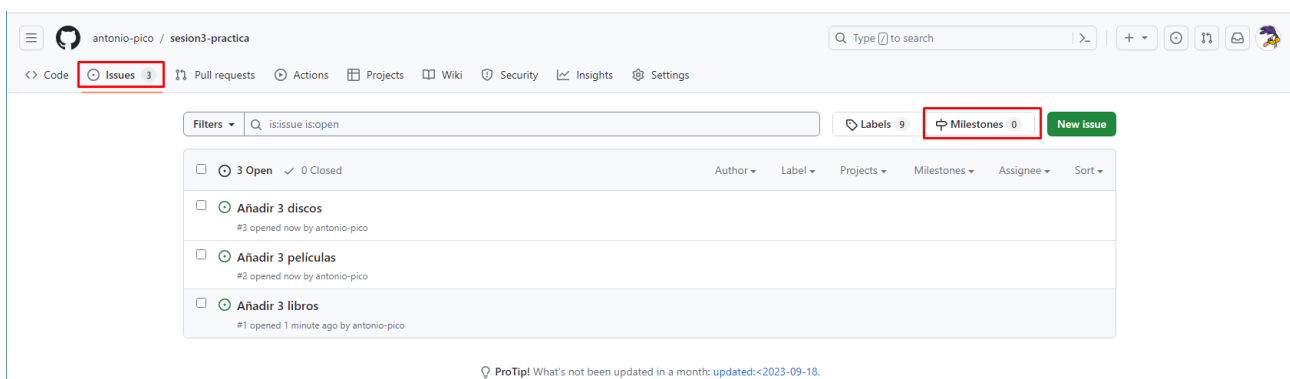 antonio-pico / sesion3-practica
Type / to search
Code Issues 3 Pull requests Actions Projects Wiki Security Insights Settings
Filters is:issue is:open Labels 9 Milestones 0 New issue
3 Open 0 Closed Author Label Projects Milestones Assignee Sort
Añadir 3 discos
#3 opened now by antonio-pico
Añadir 3 películas
#2 opened now by antonio-pico
Añadir 3 libros
#1 opened 1 minute ago by antonio-pico
ProTip! What's not been updated in a month: updated:<2023-09-18.